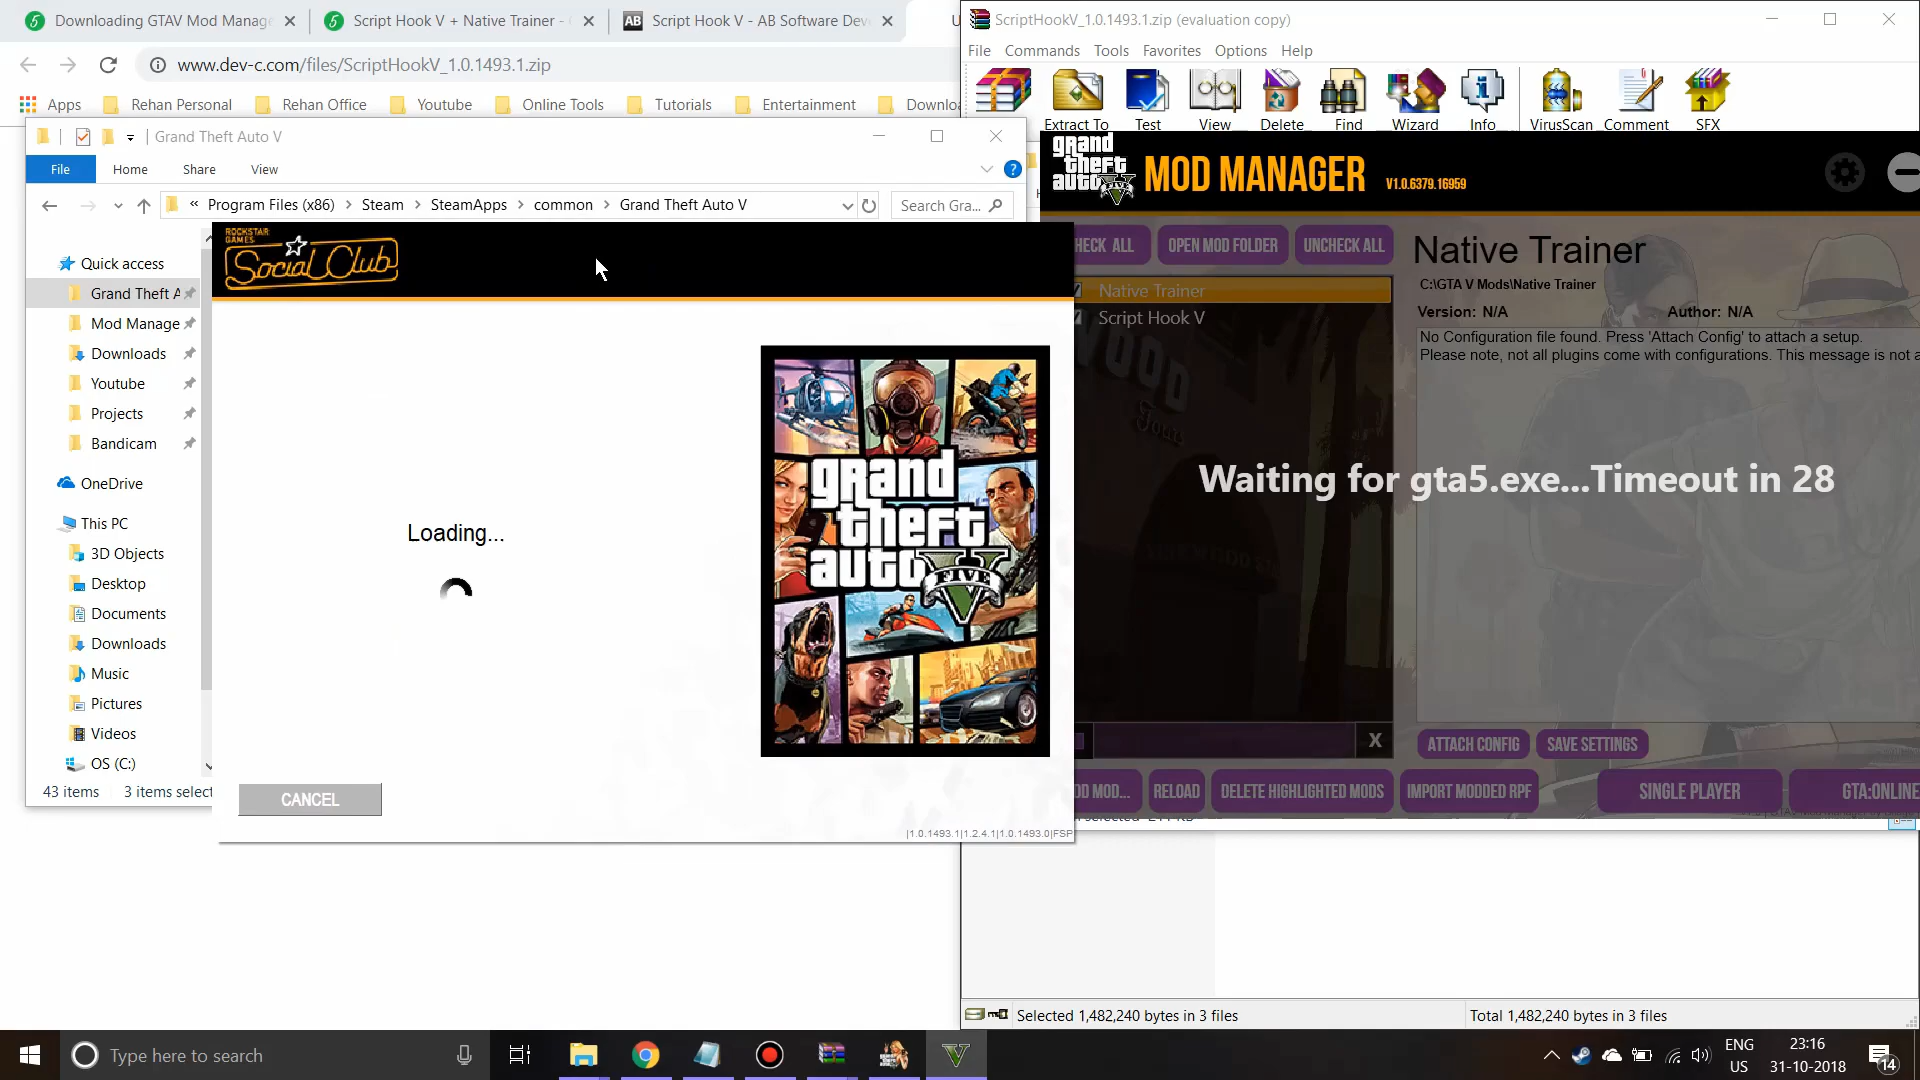 Downloading GTAV Mod Manage
Script Hook V + Native Trainer -
AB Script Hook V - AB Software Dev
www.dev-c.com/files/ScriptHookV_1.0.1493.1.zip
Apps Rehan Personal Rehan Office Youtube Online Tools Tutorials Entertainment Downlo
ScriptHookV_1.0.1493.1.zip (evaluation copy)
File Commands Tools Favorites Options Help
Extract To Test View Delete Find Wizard Info VirusScan Comment SFX
Grand Theft Auto V
File Home Share View
« Program Files (x86) > Steam > SteamApps > common > Grand Theft Auto V
Search Gra...
Quick access
Grand Theft A
Mod Manage
Downloads
Youtube
Projects
Bandicam
OneDrive
This PC
3D Objects
Desktop
Documents
Downloads
Music
Pictures
Videos
OS (C:)
43 items 3 items select
ROCKSTAR
GAMES
Social Club
Loading...
grand
theft
auto
FIVE
CANCEL
|1.0.1493.1|1.2.4.1|1.0.1493.0|FSP
grand
theft
auto
MOD MANAGER V1.0.6379.16959
HECK ALL OPEN MOD FOLDER UNCHECK ALL
Native Trainer
Script Hook V
Native Trainer
C:\GTA V Mods\Native Trainer
Version: N/A Author: N/A
No Configuration file found. Press 'Attach Config' to attach a setup.
Please note, not all plugins come with configurations. This message is not a
Waiting for gta5.exe...Timeout in 28
X
ATTACH CONFIG SAVE SETTINGS
DD MOD... RELOAD DELETE HIGHLIGHTED MODS IMPORT MODDED RPF SINGLE PLAYER GTA:ONLINE
Selected 1,482,240 bytes in 3 files
Total 1,482,240 bytes in 3 files
Type here to search
ENG
US
23:16
31-10-2018
14